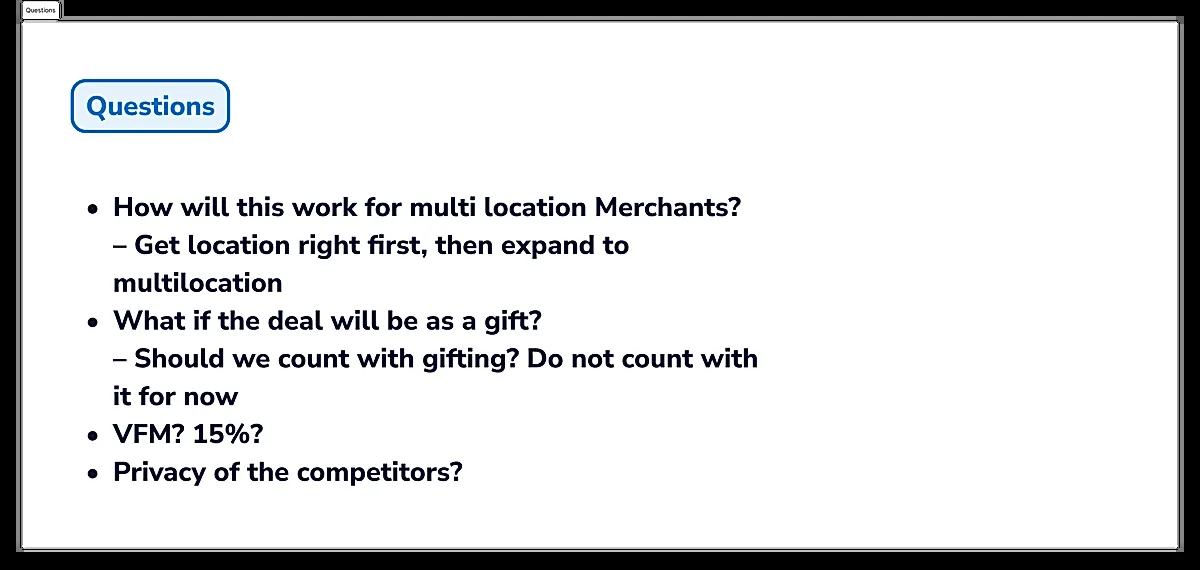 Questions
Questions
• How will this work for multi location Merchants?
– Get location right first, then expand to
multilocation
• What if the deal will be as a gift?
– Should we count with gifting? Do not count with
it for now
• VFM? 15%?
• Privacy of the competitors?